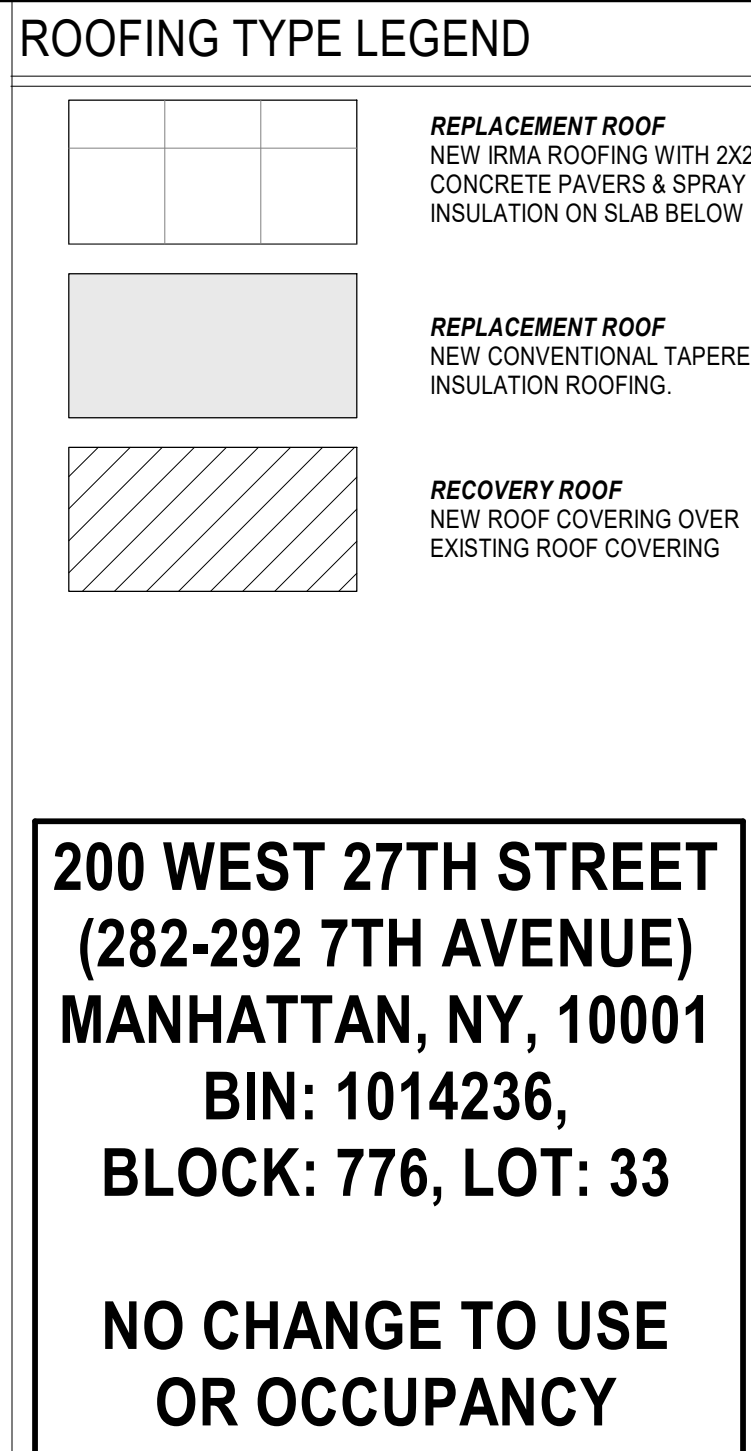 ROOFING TYPE LEGEND
REPLACEMENT ROOF
NEW IRMA ROOFING WITH 2X2
CONCRETE PAVERS & SPRAY
INSULATION ON SLAB BELOW
REPLACEMENT ROOF
NEW CONVENTIONAL TAPERE
INSULATION ROOFING.
RECOVERY ROOF
NEW ROOF COVERING OVER
EXISTING ROOF COVERING
200 WEST 27TH STREET
(282-292 7TH AVENUE)
MANHATTAN, NY, 10001
BIN: 1014236,
BLOCK: 776, LOT: 33
NO CHANGE TO USE
OR OCCUPANCY